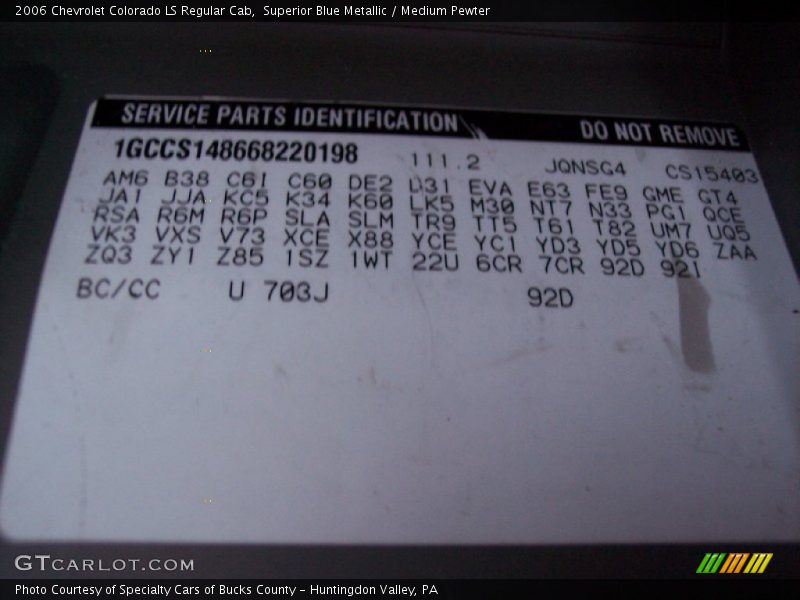 2006 Chevrolet Colorado LS Regular Cab, Superior Blue Metallic / Medium Pewter
SERVICE PARTS IDENTIFICATION DO NOT REMOVE
1GCCS148668220198 111.2 JQNSG4 CS15403
AM6 B38 C61 C60 DE2 D31 EVA E63 FE9 GME GT4
JA1 JJA KC5 K34 K60 LK5 M30 NT7 N33 PG1 QCE
RSA R6M R6P SLA SLM TR9 TT5 T61 T82 UM7 UQ5
VK3 VXS V73 XCE X88 YCE YC1 YD3 YD5 YD6 ZAA
ZQ3 ZY1 Z85 1SZ 1WT 22U 6CR 7CR 92D 92I
BC/CC U 703J 92D
GTCARLOT.COM
Photo Courtesy of Specialty Cars of Bucks County - Huntingdon Valley, PA